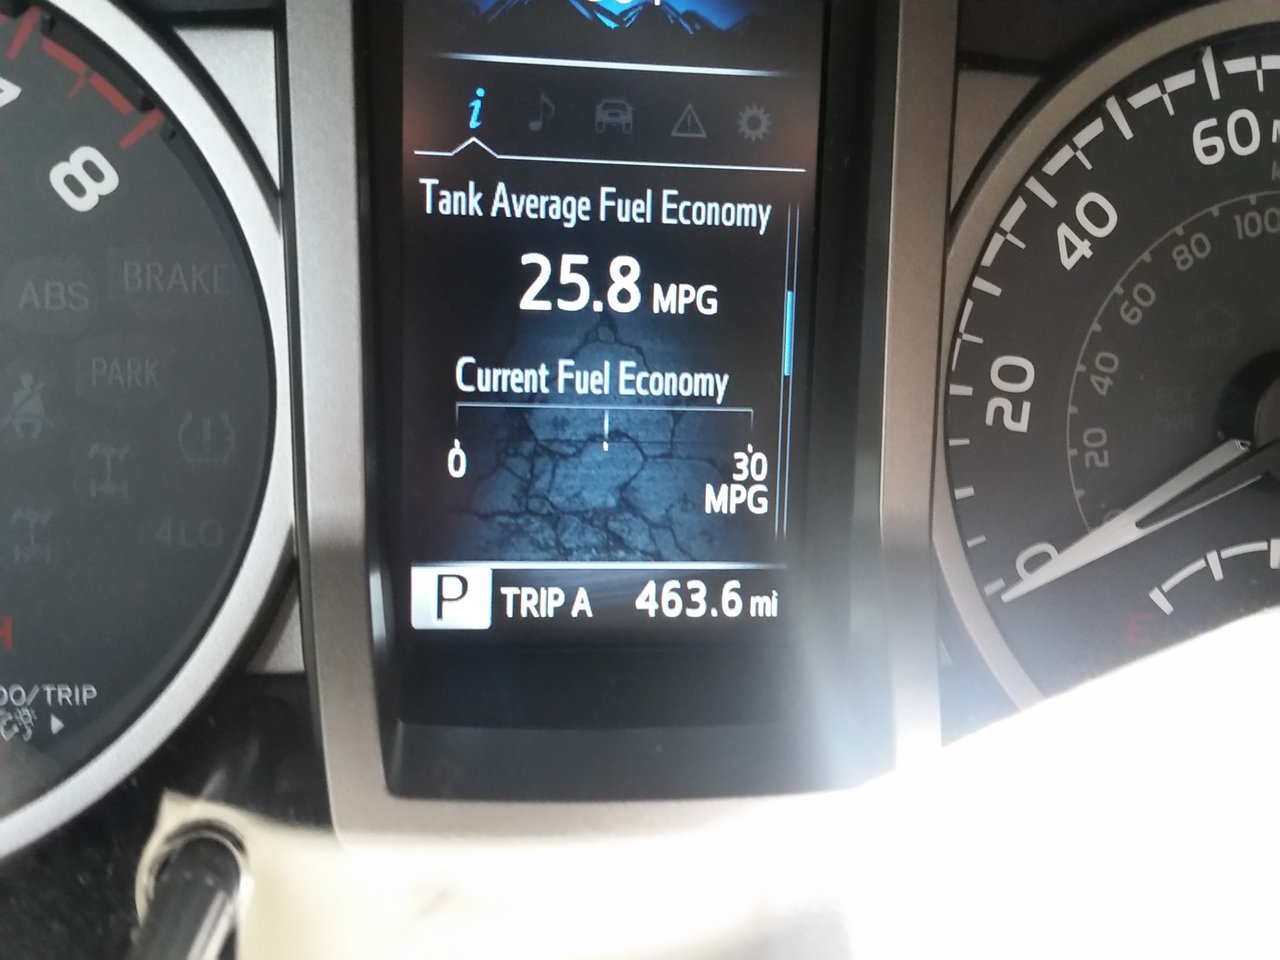 8
ABS
BRAKE
PARK
4LO
H
/TRIP
i
Tank Average Fuel Economy
25.8 MPG
Current Fuel Economy
0
30
MPG
P TRIP A 463.6 mi
0
20
40
60
20
40
60
80
100
E